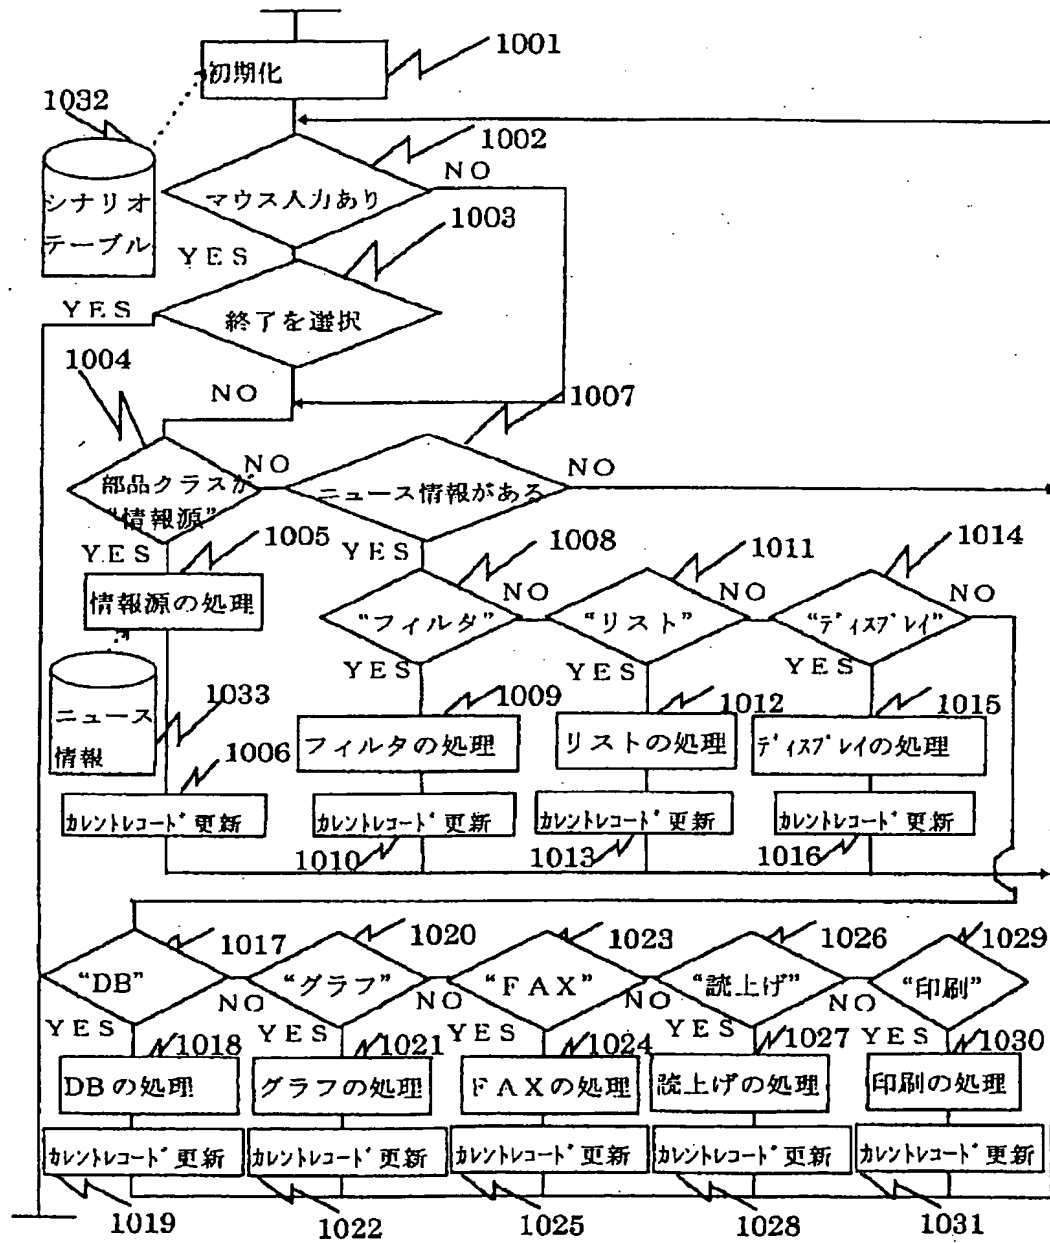 1001
初期化
1032
1002
NO
マウス入力あり
シナリオ
テーブル
1003
YES
YES
終了を選択
1004
NO
1007
部品クラスが
“情報源”
NO
ニュース情報がある
NO
YES
1005
YES
1008
1011
1014
情報源の処理
“フィルタ”
NO
“リスト”
NO
“ディスプレイ”
NO
YES
YES
YES
ニュース
情報
1033
1009
1012
1015
フィルタの処理
リストの処理
ディスプレイの処理
1006
カレントレコード更新
カレントレコード更新
カレントレコード更新
カレントレコード更新
1010
1013
1016
1017
1020
1023
1026
1029
“DB”
“グラフ”
“FAX”
“読上げ”
“印刷”
NO
NO
NO
NO
YES
YES
YES
YES
YES
1018
1021
1024
1027
1030
DBの処理
グラフの処理
FAXの処理
読上げの処理
印刷の処理
カレントレコード更新
カレントレコード更新
カレントレコード更新
カレントレコード更新
カレントレコード更新
1019
1022
1025
1028
1031